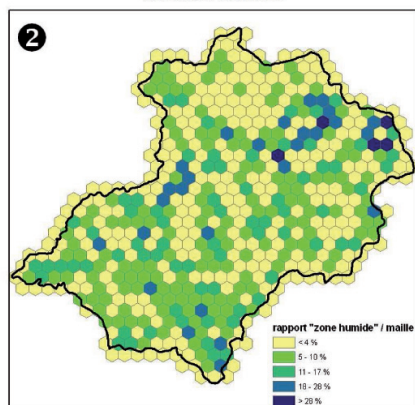 ❷
rapport "zone humide" / maille
<4 %
5 - 10 %
11 - 17 %
18 - 28 %
> 28 %